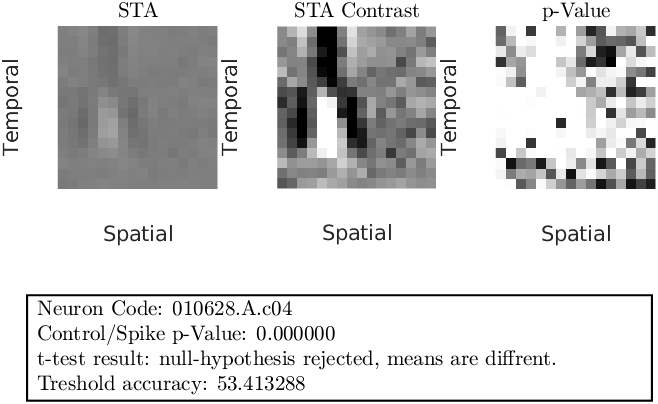 STA
STA Contrast
p-Value
Temporal
Temporal
Temporal
Spatial
Spatial
Spatial
Neuron Code: 010628.A.c04
Control/Spike p-Value: 0.000000
t-test result: null-hypothesis rejected, means are diffrent.
Treshold accuracy: 53.413288